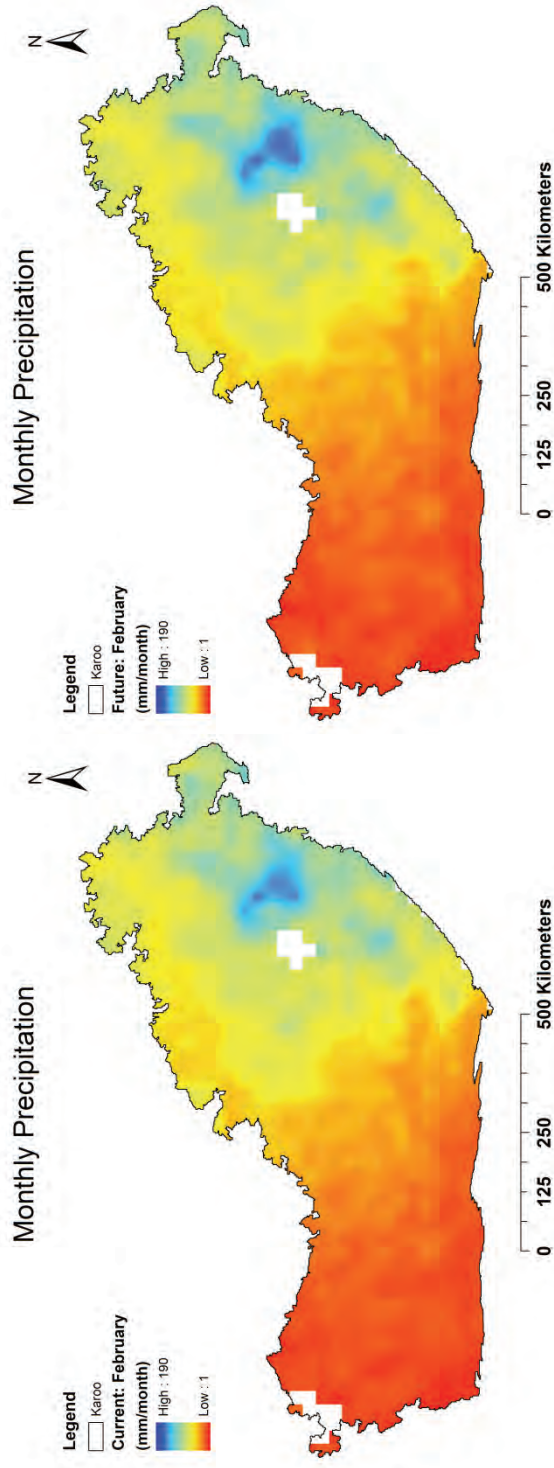 Monthly Precipitation
N
Legend
Karoo
Current: February
(mm/month)
High : 190
Low : 1
0 125 250 500 Kilometers
Monthly Precipitation
N
Legend
Karoo
Future: February
(mm/month)
High : 190
Low : 1
0 125 250 500 Kilometers